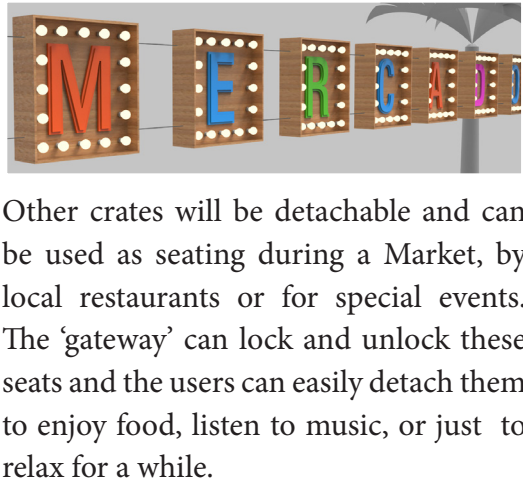 MERCADO
Other crates will be detachable and can
be used as seating during a Market, by
local restaurants or for special events.
The ‘gateway’ can lock and unlock these
seats and the users can easily detach them
to enjoy food, listen to music, or just to
relax for a while.